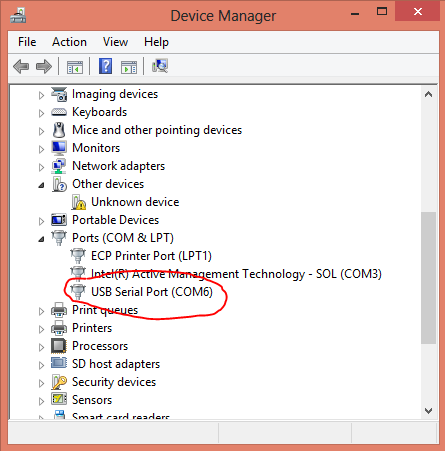 Device Manager
File Action View Help
Imaging devices
Keyboards
Mice and other pointing devices
Monitors
Network adapters
Other devices
Unknown device
Portable Devices
Ports (COM & LPT)
ECP Printer Port (LPT1)
Intel(R) Active Management Technology - SOL (COM3)
USB Serial Port (COM6)
Print queues
Printers
Processors
SD host adapters
Security devices
Sensors
Smart card readers